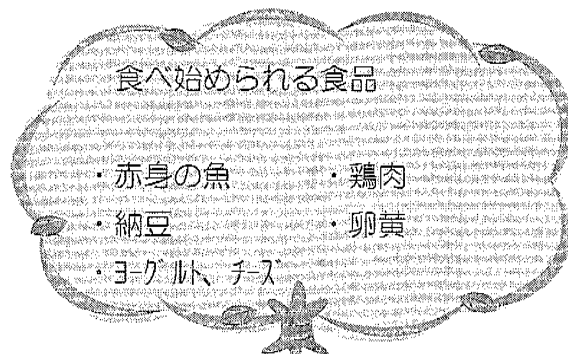 食べ始められる食品
・赤身の魚　・鶏肉
・納豆　・卵黄
・ヨーグルト、チーズ